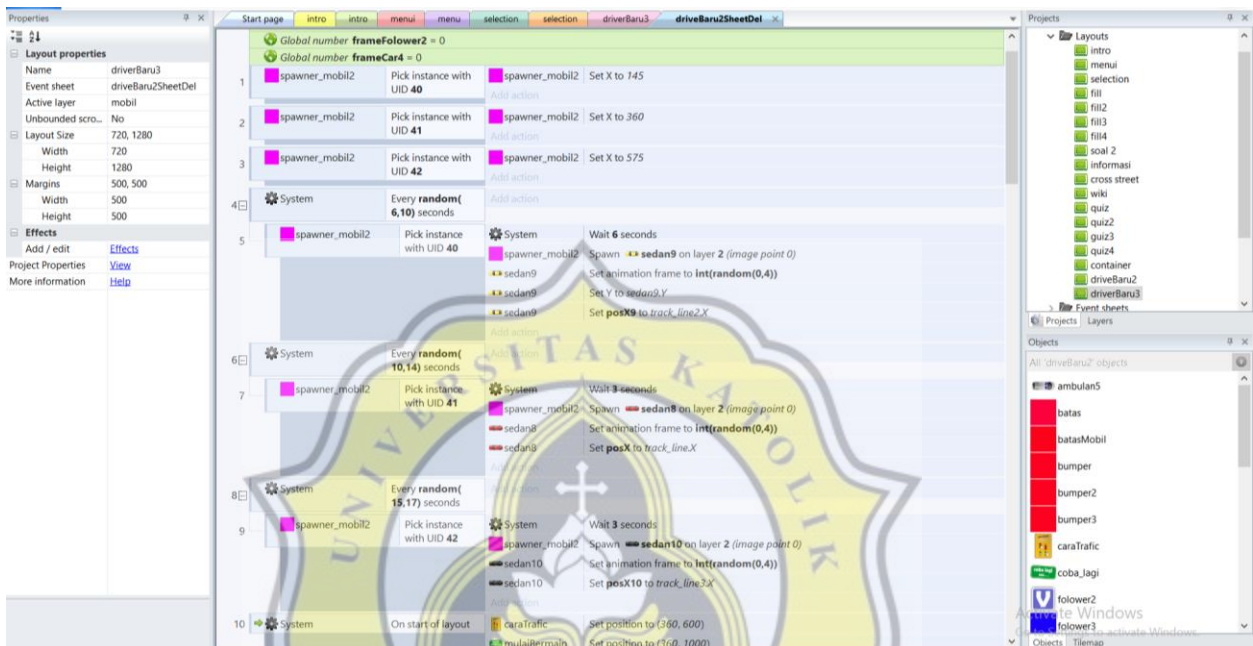 Properties
Start page
intro
intro
menui
menu
selection
selection
driverBaru3
driveBaru2SheetDel
Projects
Layout properties
Name driverBaru3
Event sheet driveBaru2SheetDel
Active layer mobil
Unbounded scro... No
Layout Size 720, 1280
Width 720
Height 1280
Margins 500, 500
Width 500
Height 500
Effects
Add / edit Effects
Project Properties View
More information Help
Global number frameFolower2 = 0
Global number frameCar4 = 0
1 spawner_mobil2 Pick instance with UID 40 spawner_mobil2 Set X to 145
Add action
2 spawner_mobil2 Pick instance with UID 41 spawner_mobil2 Set X to 360
Add action
3 spawner_mobil2 Pick instance with UID 42 spawner_mobil2 Set X to 575
Add action
4 System Every random( 6,10) seconds Add action
5 spawner_mobil2 Pick instance with UID 40 System Wait 6 seconds
spawner_mobil2 Spawn sedan9 on layer 2 (image point 0)
sedan9 Set animation frame to int(random(0,4))
sedan9 Set Y to sedan9.Y
sedan9 Set posX9 to track_line2.X
Add action
6 System Every random( 10,14) seconds Add action
7 spawner_mobil2 Pick instance with UID 41 System Wait 3 seconds
spawner_mobil2 Spawn sedan8 on layer 2 (image point 0)
sedan8 Set animation frame to int(random(0,4))
sedan8 Set posX to track_line.X
Add action
8 System Every random( 15,17) seconds Add action
9 spawner_mobil2 Pick instance with UID 42 System Wait 3 seconds
spawner_mobil2 Spawn sedan10 on layer 2 (image point 0)
sedan10 Set animation frame to int(random(0,4))
sedan10 Set posX10 to track_line3.X
Add action
10 System On start of layout caraTrafic Set position to (360, 600)
mulaiBermain Set position to (360, 1000)
UNIVERSITAS KATOLIK
Layouts
intro
menui
selection
fill
fill2
fill3
fill4
soal 2
informasi
cross street
wiki
quiz
quiz2
quiz3
quiz4
container
driveBaru2
driverBaru3
Event sheets
Projects Layers
Objects
All 'driveBaru2' objects
ambulan5
batas
batasMobil
bumper
bumper2
bumper3
caraTrafic
coba_lagi
folower2
folower3
Activate Windows
Go to Settings to activate Windows.
Objects Tilemap